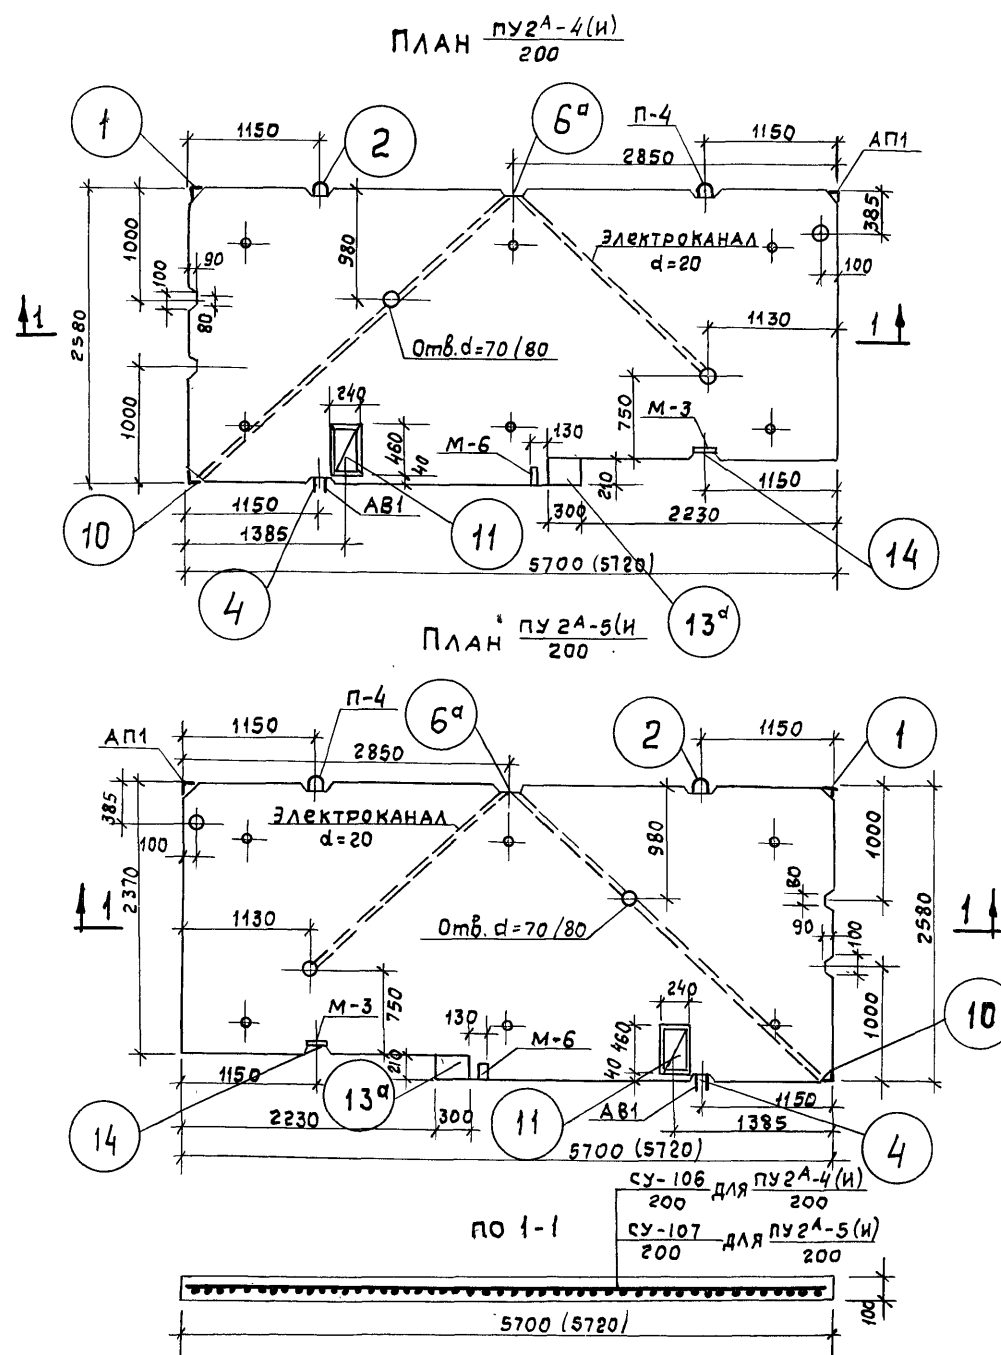 ПЛАН ПУ2А-4(И)
200
1
1150
2
6а
П-4
1150
АП1
2850
1000
980
385
90
100
Электроканал
d=20
100
2580
80
1
1
1130
Отв. d=70/80
1000
240
750
М-3
460
М-6
130
40
210
1150
АВ1
300
2230
1150
10
1385
11
14
5700 (5720)
4
13а
ПЛАН ПУ 2А-5(И
200
П-4
6а
2
1
АП1
1150
1150
2850
385
Электроканал
d=20
980
1000
100
80
2370
1
1
2580
1130
Отв. d=70/80
90
100
750
240
М-3
130
460
10
1000
М-6
210
40
1150
13а
АВ1
1150
14
2230
300
11
1385
4
5700 (5720)
СУ-106
200
для ПУ2А-4(И)
200
ПО 1-1
СУ-107
200
для ПУ2А-5(И)
200
100
5700 (5720)